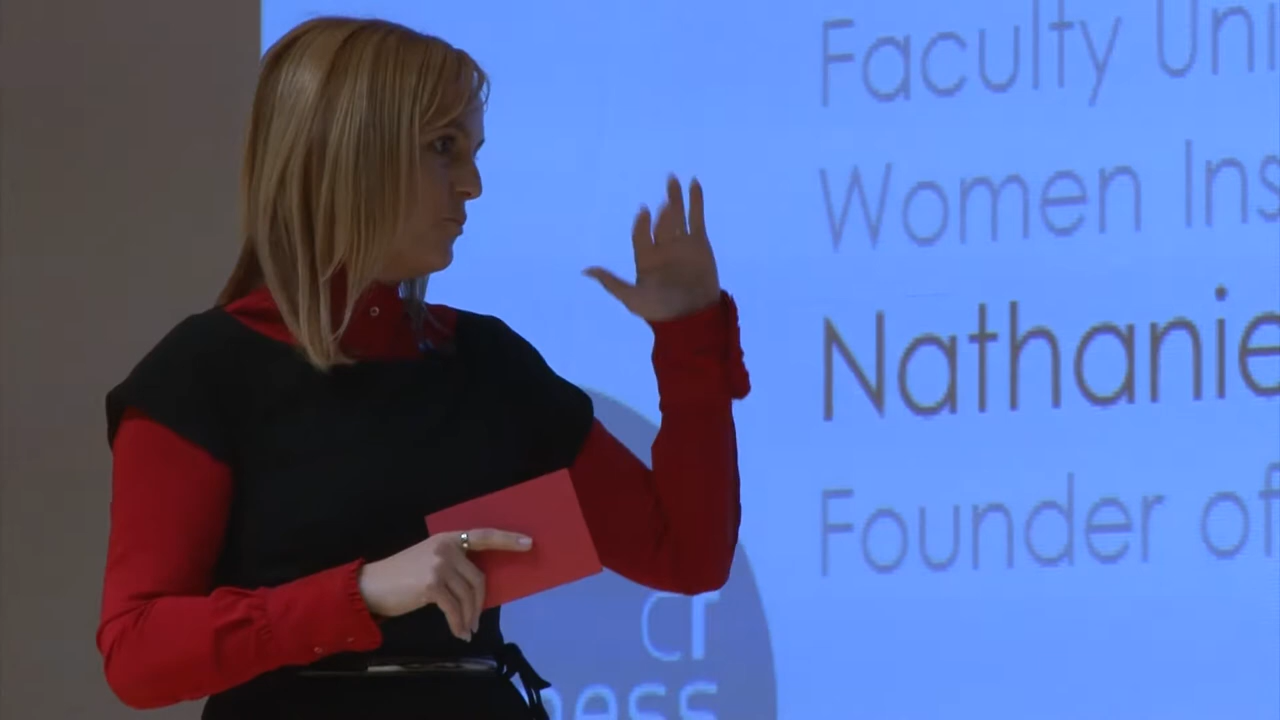 Faculty Uni
Women Ins
Nathanie
Founder of
cr
ness